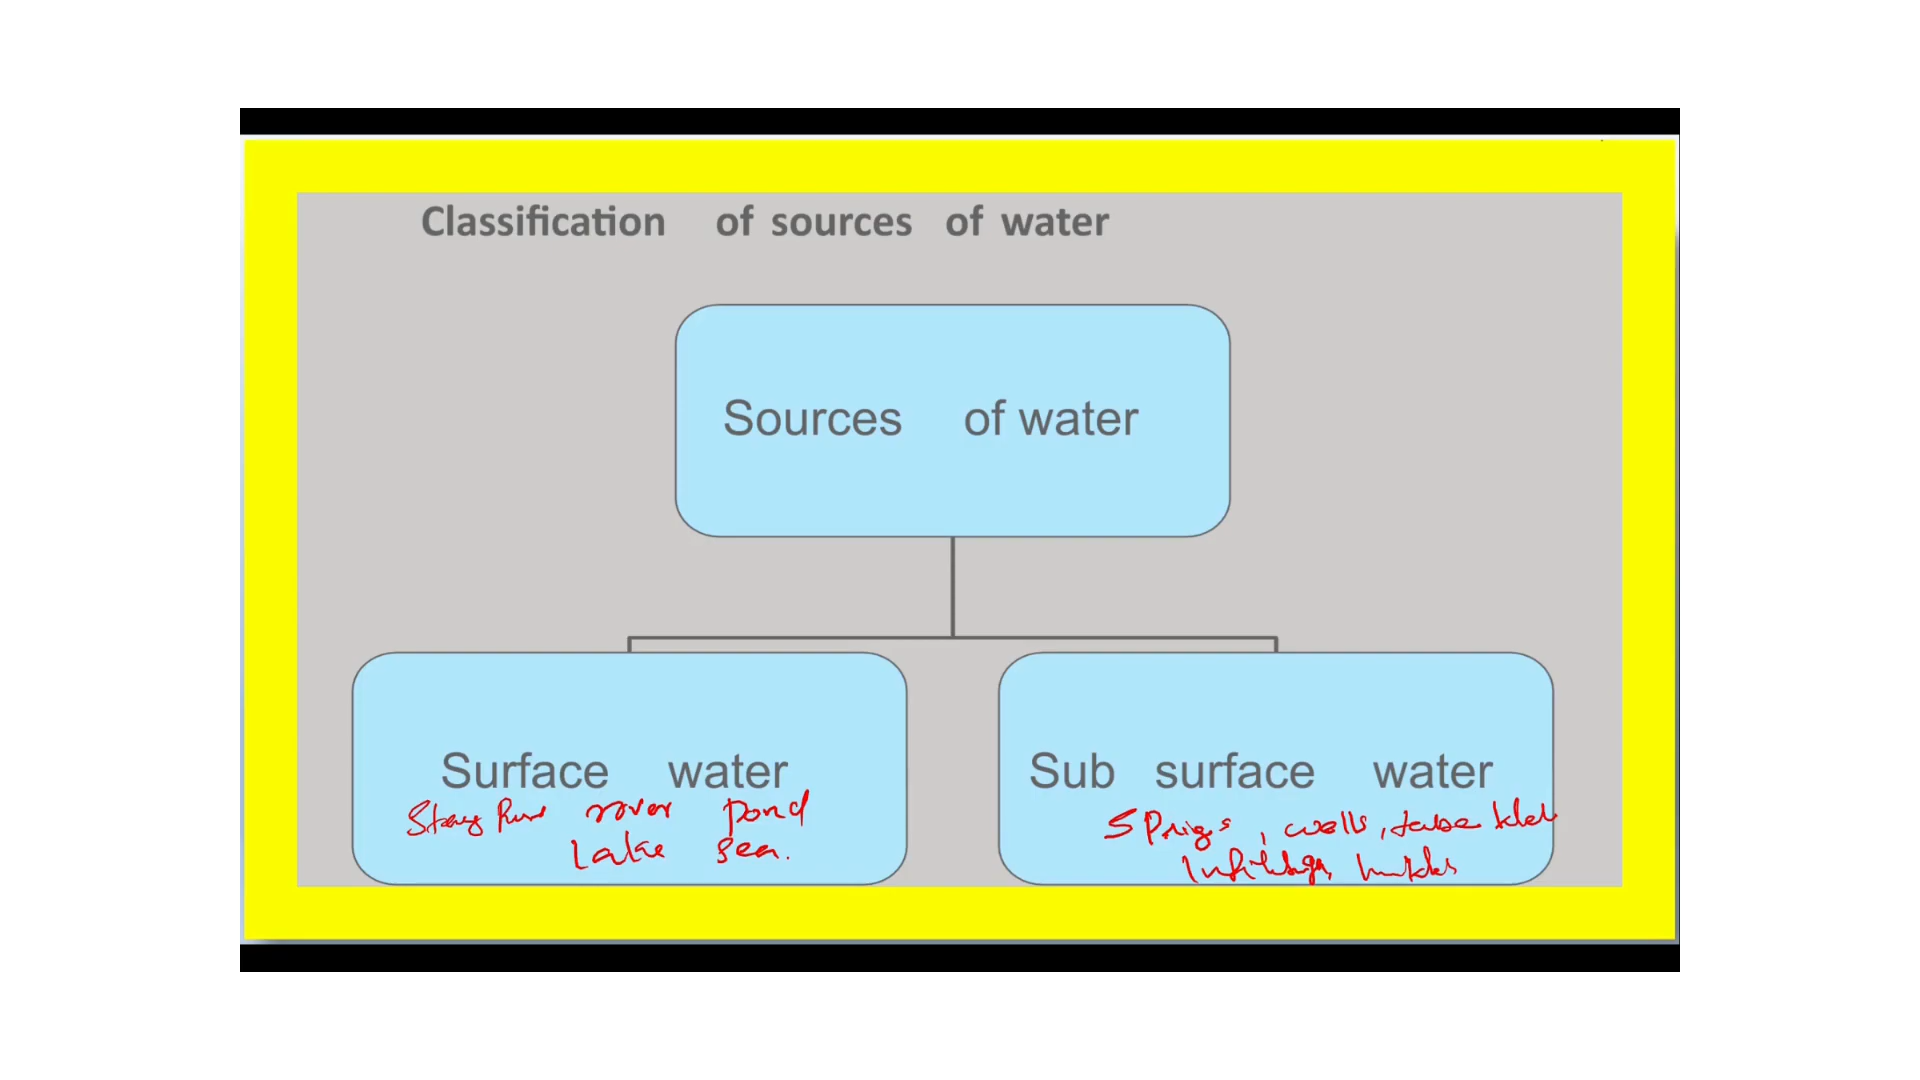 Classification of sources of water
Sources of water
Surface water
river pond
Lake Sea.
Sub surface water
Springs, wells, tube